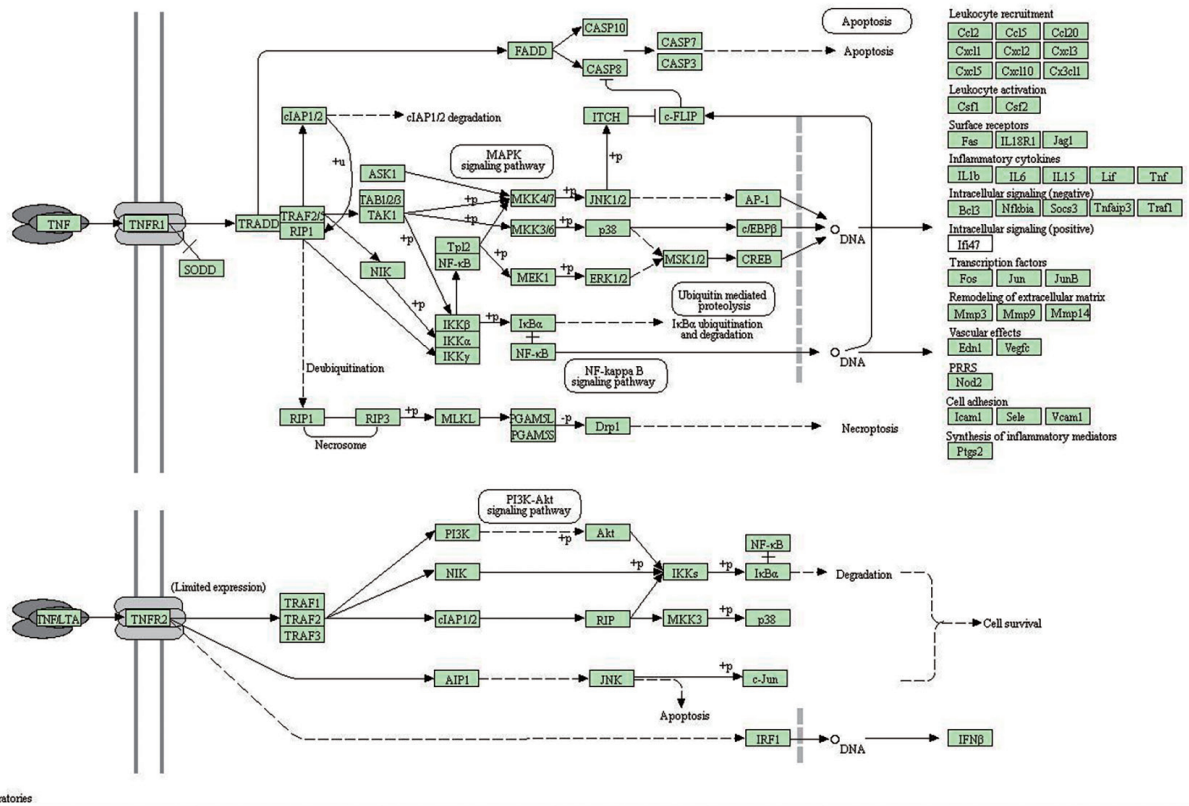 Apoptosis
Leukocyte recruitment
CASP10
Ccl2 Ccl5 Ccl20
FADD
CASP7
Apoptosis
Cxcl1 Cxcl2 Cxcl3
CASP8
CASP3
Cxcl5 Cxcl10 Cx3cl1
Leukocyte activation
Csf1 Csf2
cIAP1/2
cIAP1/2 degradation
ITCH
c-FLIP
Surface receptors
Fas IL18R1 Jag1
+u
MAPK
signaling pathway
+p
Inflammatory cytokines
IL1b IL6 IL15 Lif Tnf
ASK1
TAB1/2/3
TAK1
+p
+p
MKK4/7
+p
JNK1/2
AP-1
Intracellular signaling (negative)
Bcl3 Nfkbia Socs3 Tnfaip3 Traf1
TNF
TNFR1
TRADD
TRAF2/5
RIP1
MKK3/6
+p
p38
c/EBPβ
DNA
Intracellular signaling (positive)
Ifi47
SODD
NIK
+p
Tpl2
NF-κB
+p
MEK1
+p
ERK1/2
MSK1/2
CREB
Transcription factors
Fos Jun JunB
+p
Ubiquitin mediated
proteolysis
Remodeling of extracellular matrix
Mmp3 Mmp9 Mmp14
IKKβ
IKKα
IKKγ
+p
IκBα
IκBα ubiquitination
and degradation
NF-κB
DNA
Vascular effects
Edn1 Vegfc
Deubiquitination
NF-kappa B
signaling pathway
PRRS
Nod2
RIP1
RIP3
+p
MLKL
PGAM5L
PGAM5S
-p
Drp1
Necroptosis
Necrosome
Cell adhesion
Icam1 Sele Vcam1
Synthesis of inflammatory mediators
Ptgs2
PI3K-Akt
signaling pathway
PI3K
+p
Akt
NF-κB
(Limited expression)
NIK
+p
IKKs
+p
IκBα
Degradation
TNF/LTA
TNFR2
TRAF1
TRAF2
TRAF3
cIAP1/2
RIP
MKK3
+p
p38
Cell survival
AIP1
JNK
+p
c-Jun
Apoptosis
IRF1
DNA
IFNβ
atories